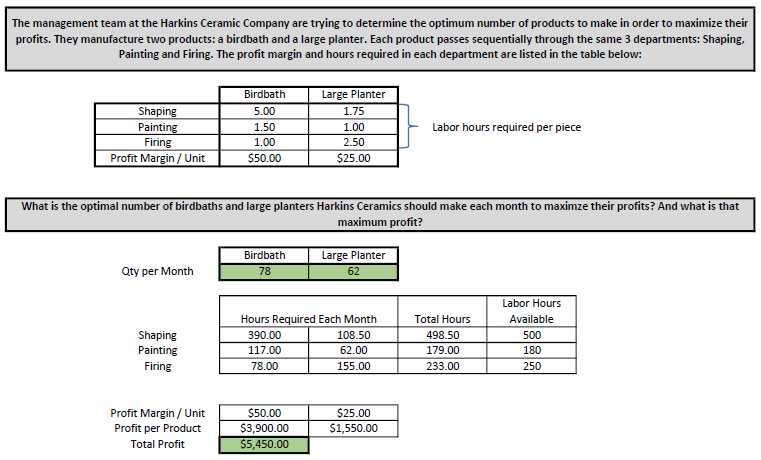 The management team at the Harkins Ceramic Company are trying to determine the optimum number of products to make in order to maximize their
profits. They manufacture two products: a birdbath and a large planter. Each product passes sequentially through the same 3 departments: Shaping,
Painting and Firing. The profit margin and hours required in each department are listed in the table below:
Birdbath Large Planter
Shaping 5.00 1.75
Painting 1.50 1.00
Labor hours required per piece
Firing 1.00 2.50
Profit Margin / Unit $50.00 $25.00
What is the optimal number of birdbaths and large planters Harkins Ceramics should make each month to maximze their profits? And what is that
maximum profit?
Birdbath Large Planter
Qty per Month 78 62
Hours Required Each Month Total Hours Labor Hours
Available
Shaping 390.00 108.50 498.50 500
Painting 117.00 62.00 179.00 180
Firing 78.00 155.00 233.00 250
Profit Margin / Unit $50.00 $25.00
Profit per Product $3,900.00 $1,550.00
Total Profit $5,450.00